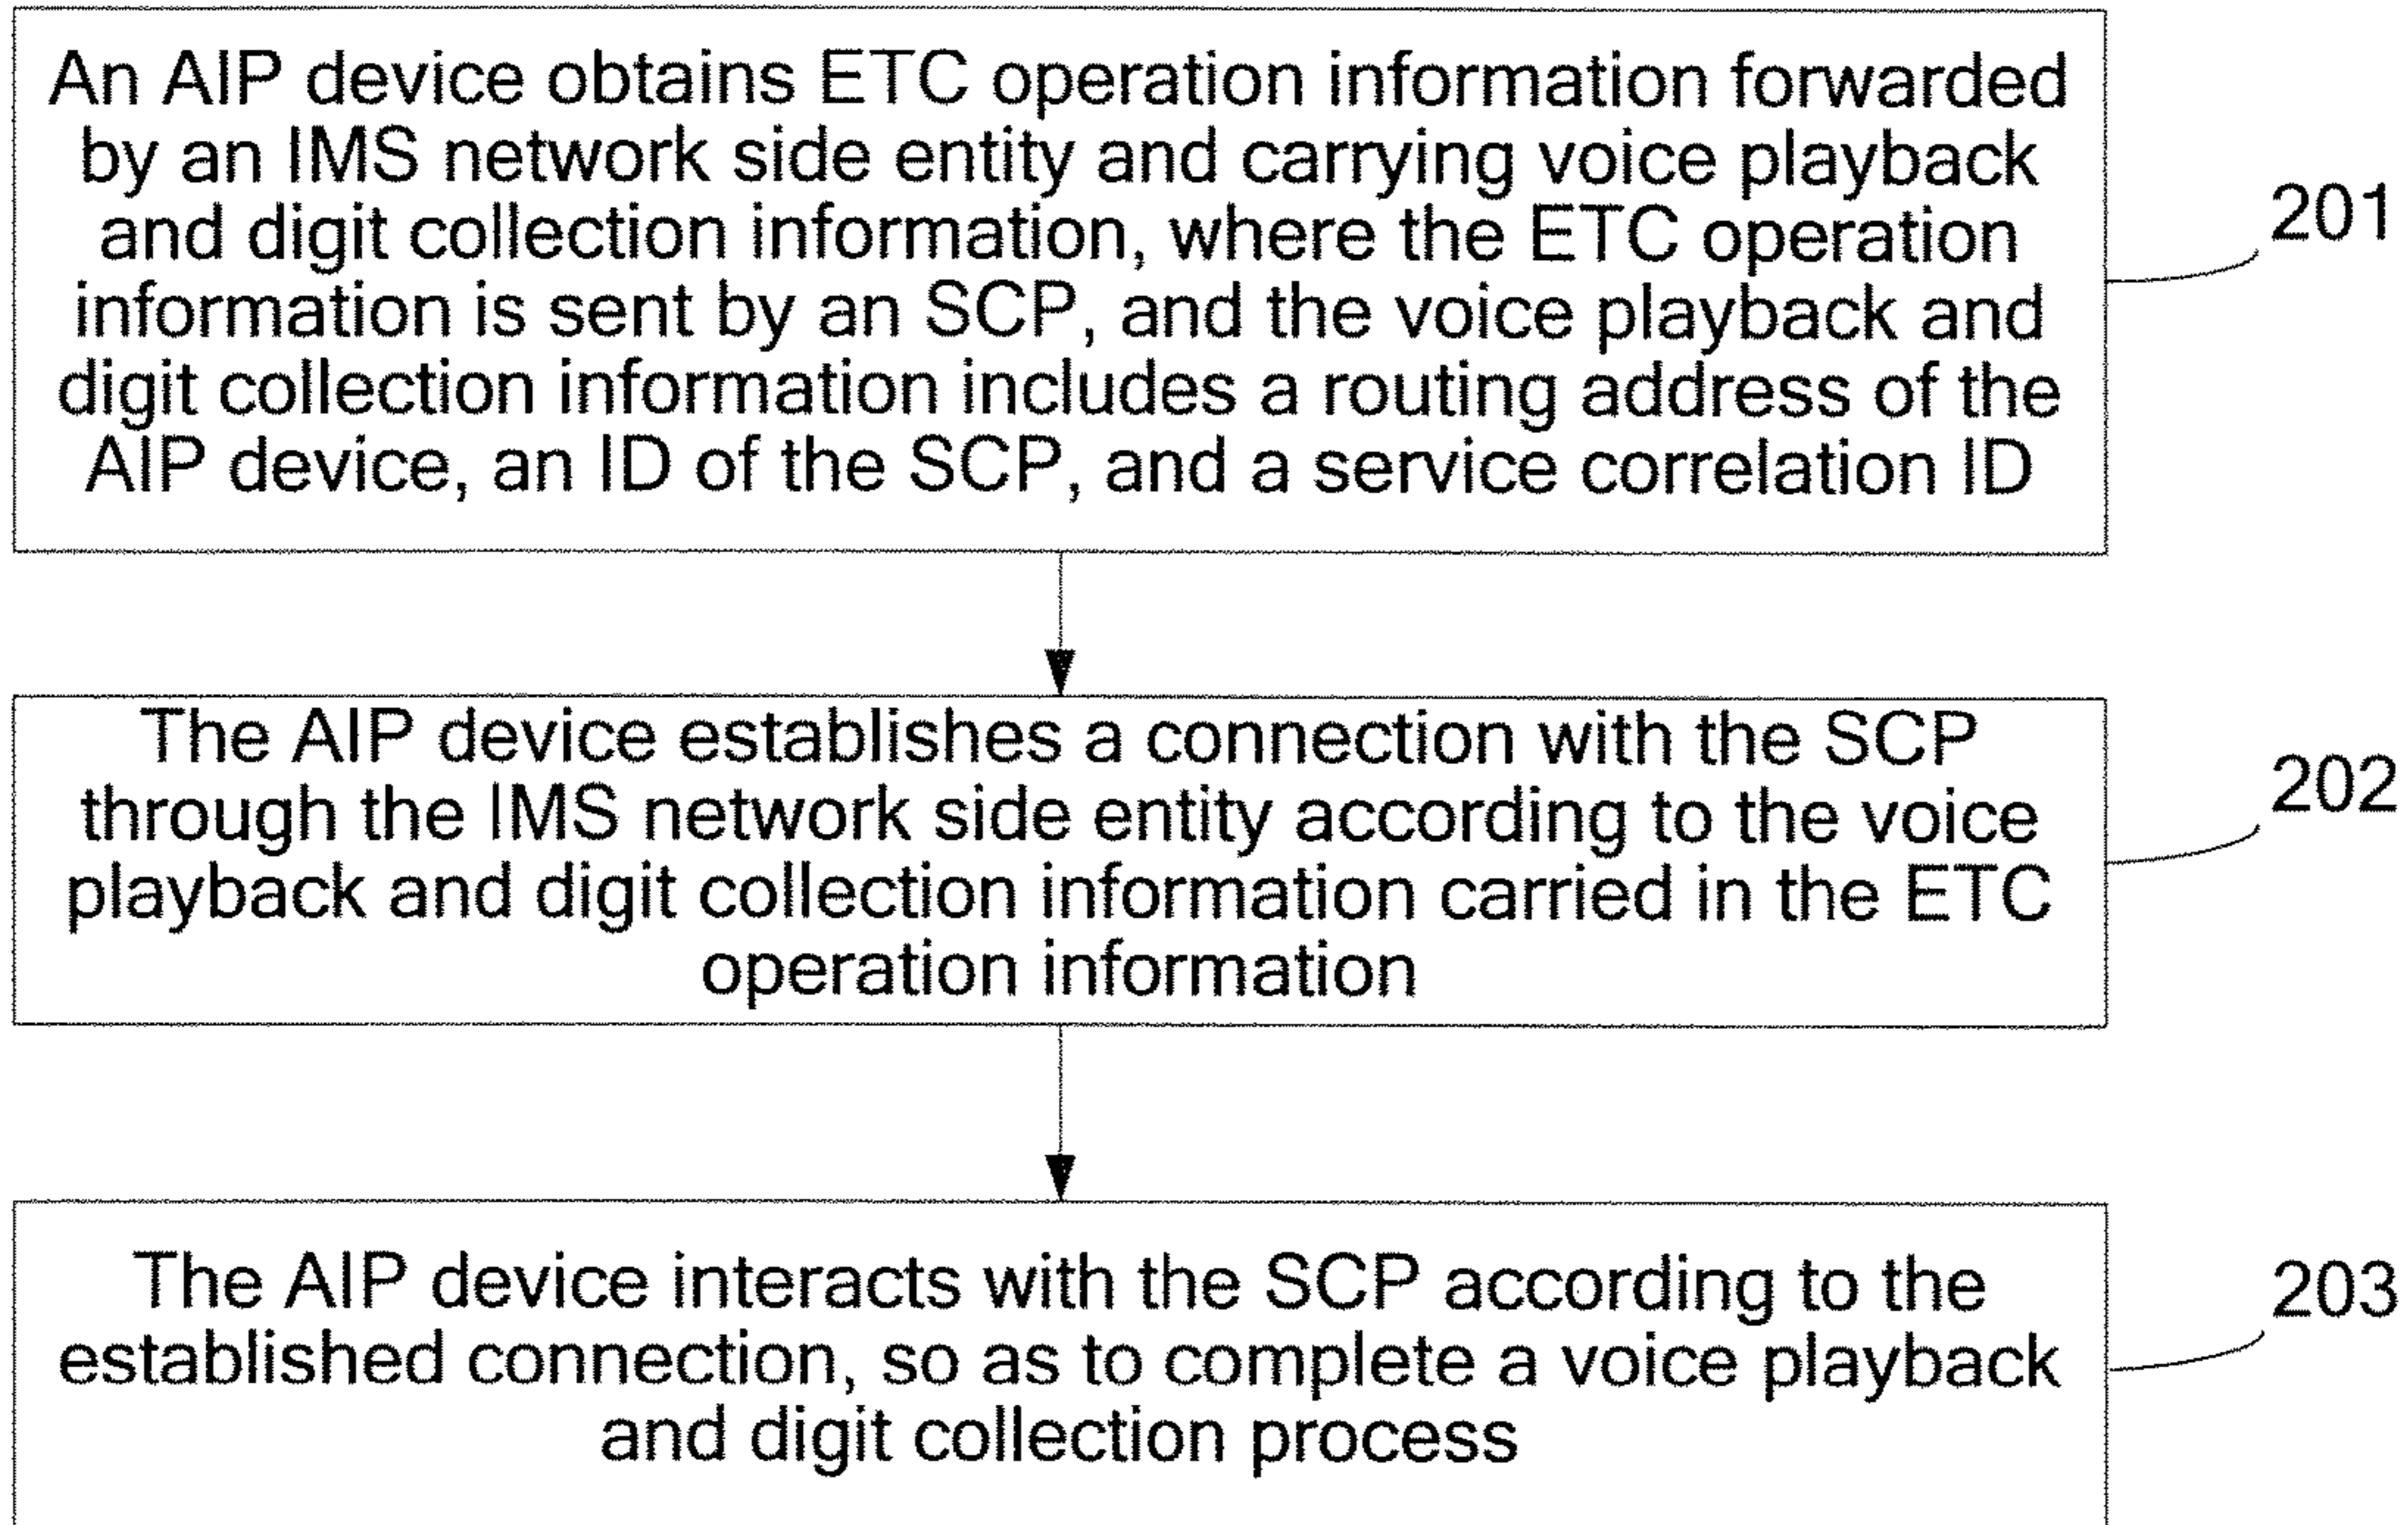 An AIP device obtains ETC operation information forwarded
by an IMS network side entity and carrying voice playback
and digit collection information, where the ETC operation
information is sent by an SCP, and the voice playback and
digit collection information includes a routing address of the
AIP device, an ID of the SCP, and a service correlation ID
201
The AIP device establishes a connection with the SCP
through the IMS network side entity according to the voice
playback and digit collection information carried in the ETC
operation information
202
The AIP device interacts with the SCP according to the
established connection, so as to complete a voice playback
and digit collection process
203